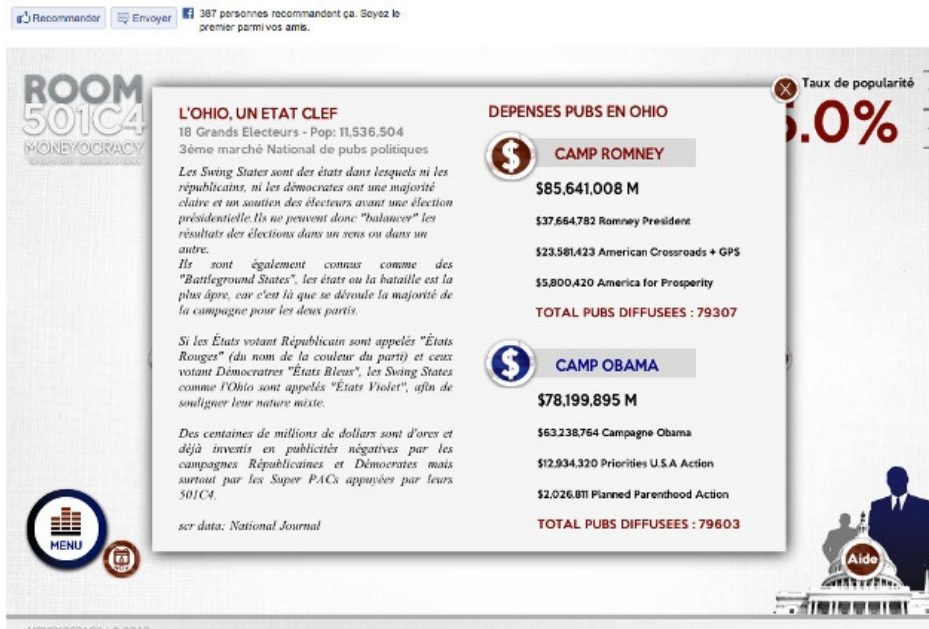 Recommander
Envoyer
387 personnes recommandent ça. Soyez le
premier parmi vos amis.
ROOM
501C4
MONEYOCRACY
Taux de popularité
.0%
L'OHIO, UN ETAT CLEF
18 Grands Electeurs - Pop: 11,536,504
3éme marché National de pubs politiques
Les Swing States sont des états dans lesquels ni les
républicains, ni les démocrates ont une majorité
claire et un soutien des électeurs avant une élection
présidentielle.Ils ne peuvent donc "balancer" les
résultats des élections dans un sens ou dans un
autre.
Ils sont également connus comme des
"Battleground States", les états ou la bataille est la
plus âpre, car c'est là que se déroule la majorité de
la campagne pour les deux partis.
Si les États votant Républicain sont appelés "États
Rouges" (du nom de la couleur du parti) et ceux
votant Démocratres "États Bleus", les Swing States
comme l'Ohio sont appelés "États Violet", afin de
souligner leur nature mixte.
Des centaines de millions de dollars sont d'ores et
déjà investis en publicités négatives par les
campagnes Républicaines et Démocrates mais
surtout par les Super PACs appuyées par leurs
501C4.
scr data: National Journal
DEPENSES PUBS EN OHIO
$ CAMP ROMNEY
$85,641,008 M
$37,664,782 Romney President
$23,581,423 American Crossroads + GPS
$5,800,420 America for Prosperity
TOTAL PUBS DIFFUSEES : 79307
$ CAMP OBAMA
$78,199,895 M
$63,238,764 Campagne Obama
$12,934,320 Priorities U.S.A Action
$2,026,811 Planned Parenthood Action
TOTAL PUBS DIFFUSEES : 79603
MENU
Aide